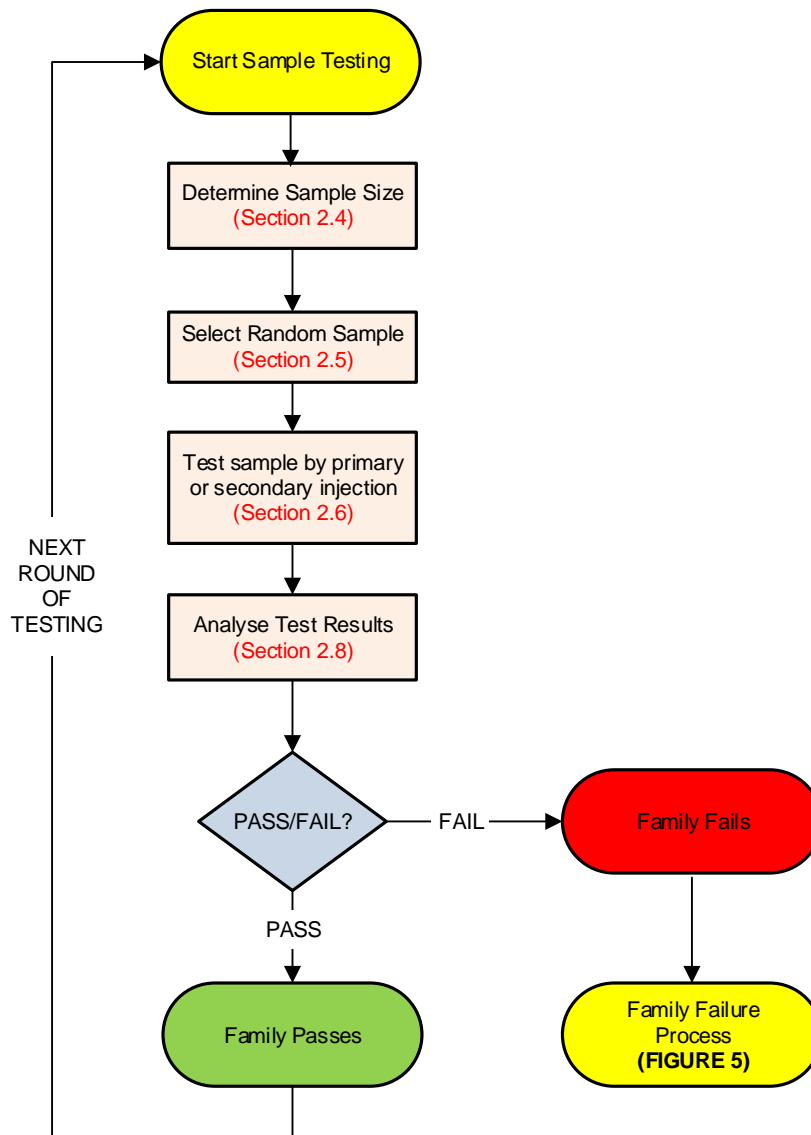 Start Sample Testing
Determine Sample Size
(Section 2.4)
Select Random Sample
(Section 2.5)
Test sample by primary
or secondary injection
(Section 2.6)
NEXT
ROUND
OF
TESTING
Analyse Test Results
(Section 2.8)
PASS/FAIL?
FAIL
Family Fails
PASS
Family Passes
Family Failure
Process
(FIGURE 5)